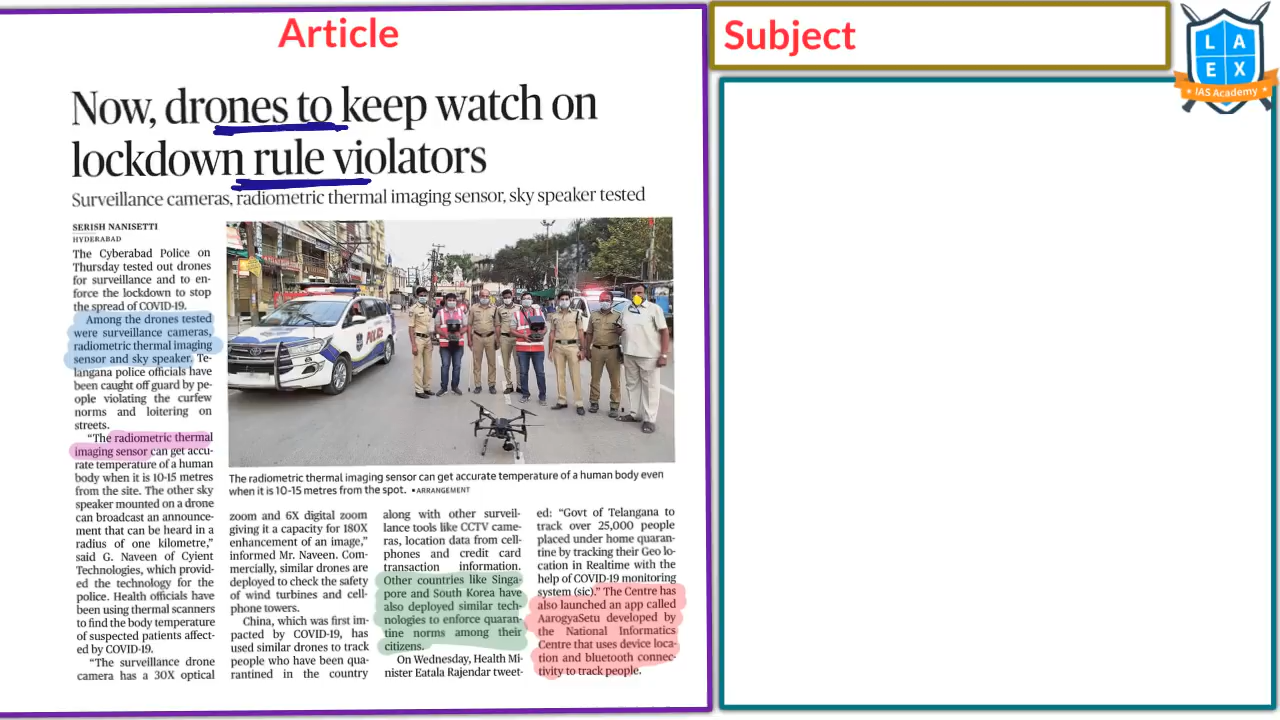 Article
Subject
L A
E X
IAS Academy
Now, drones to keep watch on
lockdown rule violators
Surveillance cameras, radiometric thermal imaging sensor, sky speaker tested
SERISH NANISETTI
HYDERABAD
The Cyberabad Police on
Thursday tested out drones
for surveillance and to en-
force the lockdown to stop
the spread of COVID-19.
Among the drones tested
were surveillance cameras,
radiometric thermal imaging
sensor and sky speaker. Te-
langana police officials have
been caught off guard by pe-
ople violating the curfew
norms and loitering on
streets.
“The radiometric thermal
imaging sensor can get accu-
rate temperature of a human
body when it is 10-15 metres
from the site. The other sky
speaker mounted on a drone
can broadcast an announce-
ment that can be heard in a
radius of one kilometre,”
said G. Naveen of Cyient
Technologies, which provid-
ed the technology for the
police. Health officials have
been using thermal scanners
to find the body temperature
of suspected patients affect-
ed by COVID-19.
“The surveillance drone
camera has a 30X optical
POLICE
The radiometric thermal imaging sensor can get accurate temperature of a human body even
when it is 10-15 metres from the spot. •ARRANGEMENT
zoom and 6X digital zoom
giving it a capacity for 180X
enhancement of an image,”
informed Mr. Naveen. Com-
mercially, similar drones are
deployed to check the safety
of wind turbines and cell-
phone towers.
China, which was first im-
pacted by COVID-19, has
used similar drones to track
people who have been qua-
rantined in the country
along with other surveil-
lance tools like CCTV came-
ras, location data from cell-
phones and credit card
transaction information.
Other countries like Singa-
pore and South Korea have
also deployed similar tech-
nologies to enforce quaran-
tine norms among their
citizens.
On Wednesday, Health Mi-
nister Eatala Rajendar tweet-
ed: “Govt of Telangana to
track over 25,000 people
placed under home quaran-
tine by tracking their Geo lo-
cation in Realtime with the
help of COVID-19 monitoring
system (sic).” The Centre has
also launched an app called
AarogyaSetu developed by
the National Informatics
Centre that uses device loca-
tion and bluetooth connec-
tivity to track people.